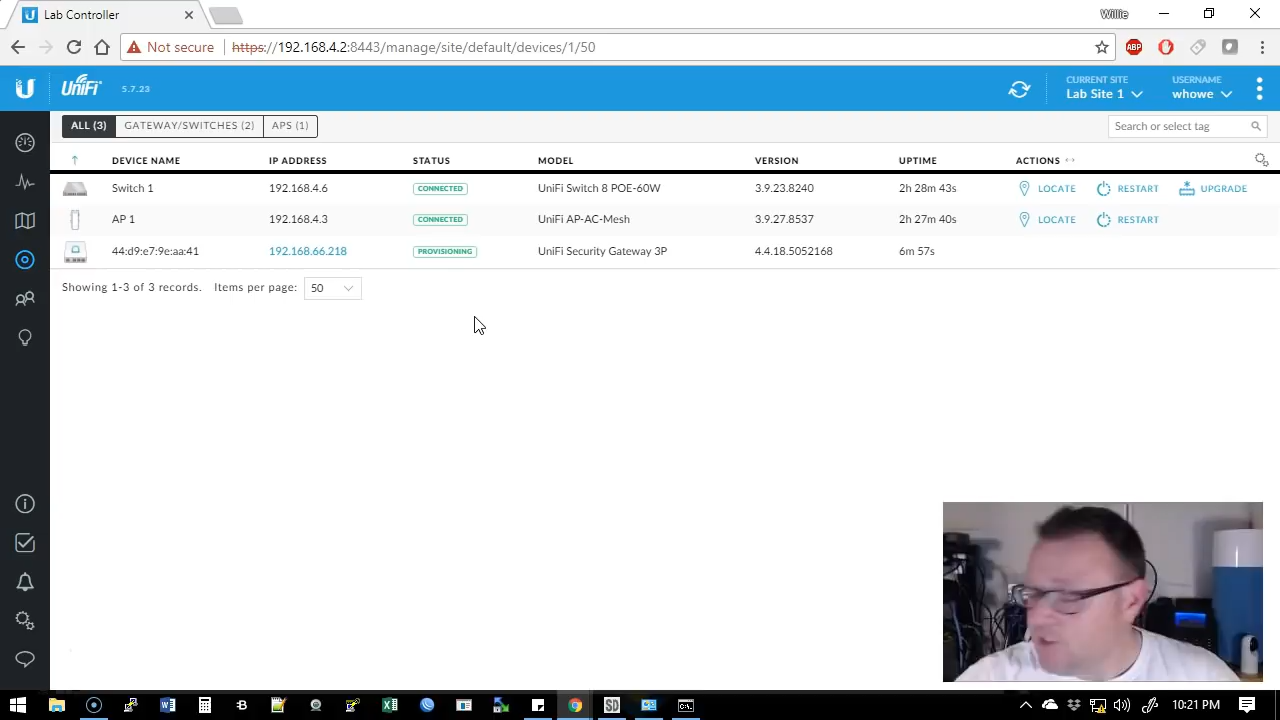 Lab Controller
Willie
Not secure
https://192.168.4.2:8443/manage/site/default/devices/1/50
ABP
UniFi 5.7.23
CURRENT SITE
Lab Site 1
USERNAME
whowe
ALL (3) GATEWAY/SWITCHES (2) APS (1)
Search or select tag
DEVICE NAME IP ADDRESS STATUS MODEL VERSION UPTIME ACTIONS
Switch 1 192.168.4.6 CONNECTED UniFi Switch 8 POE-60W 3.9.23.8240 2h 28m 43s LOCATE RESTART UPGRADE
AP 1 192.168.4.3 CONNECTED UniFi AP-AC-Mesh 3.9.27.8537 2h 27m 40s LOCATE RESTART
44:d9:e7:9e:aa:41 192.168.66.218 PROVISIONING UniFi Security Gateway 3P 4.4.18.5052168 6m 57s
Showing 1-3 of 3 records. Items per page: 50
10:21 PM